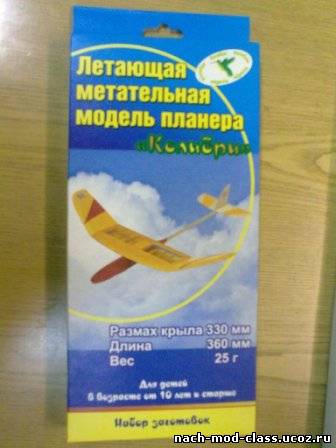 Летающая
метательная
модель планера
«Колибри»
Размах крыла 330 мм
Длина 360 мм
Вес 25 г
Для детей
в возрасте от 10 лет и старше
Набор заготовок
nach-mod-class.ucoz.ru